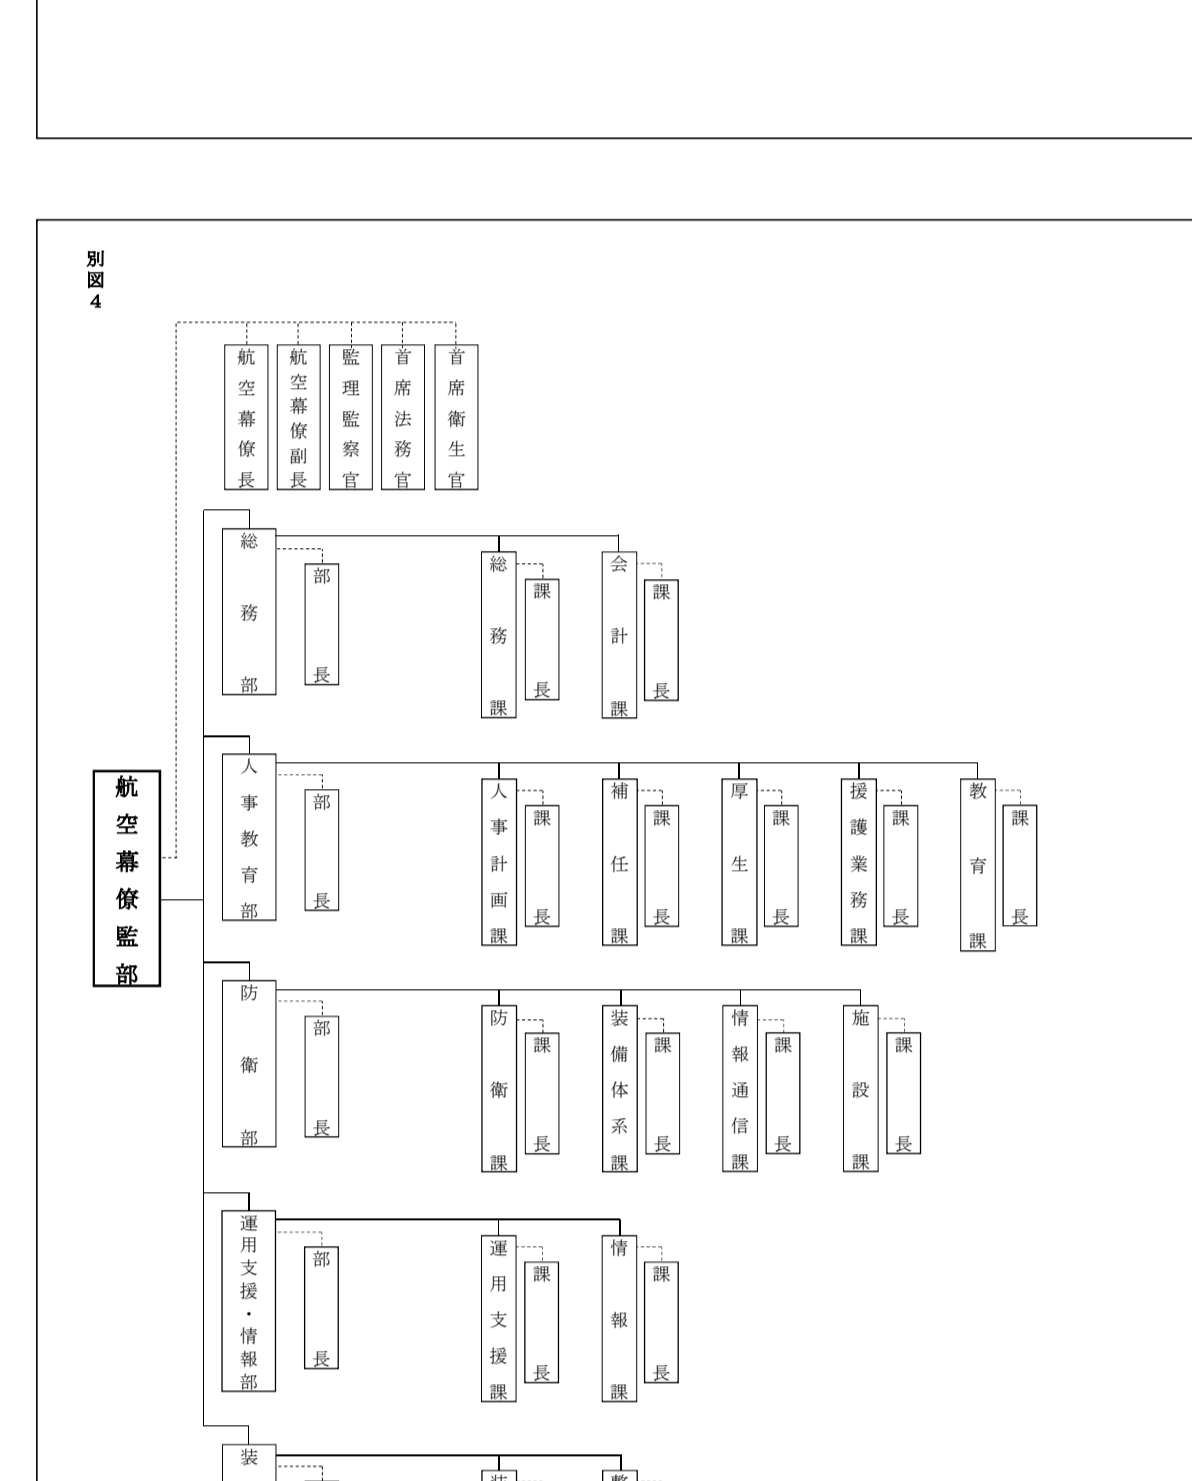 別図４
航空幕僚長
航空幕僚副長
監理監察官
首席法務官
首席衛生官
航空幕僚監部
総務部
部長
総務課
課長
会計課
課長
人事教育部
部長
人事計画課
課長
補任課
課長
厚生課
課長
援護業務課
課長
教育課
課長
防衛部
部長
防衛課
課長
装備体系課
課長
情報通信課
課長
施設課
課長
運用支援・情報部
部長
運用支援課
課長
情報課
課長
装